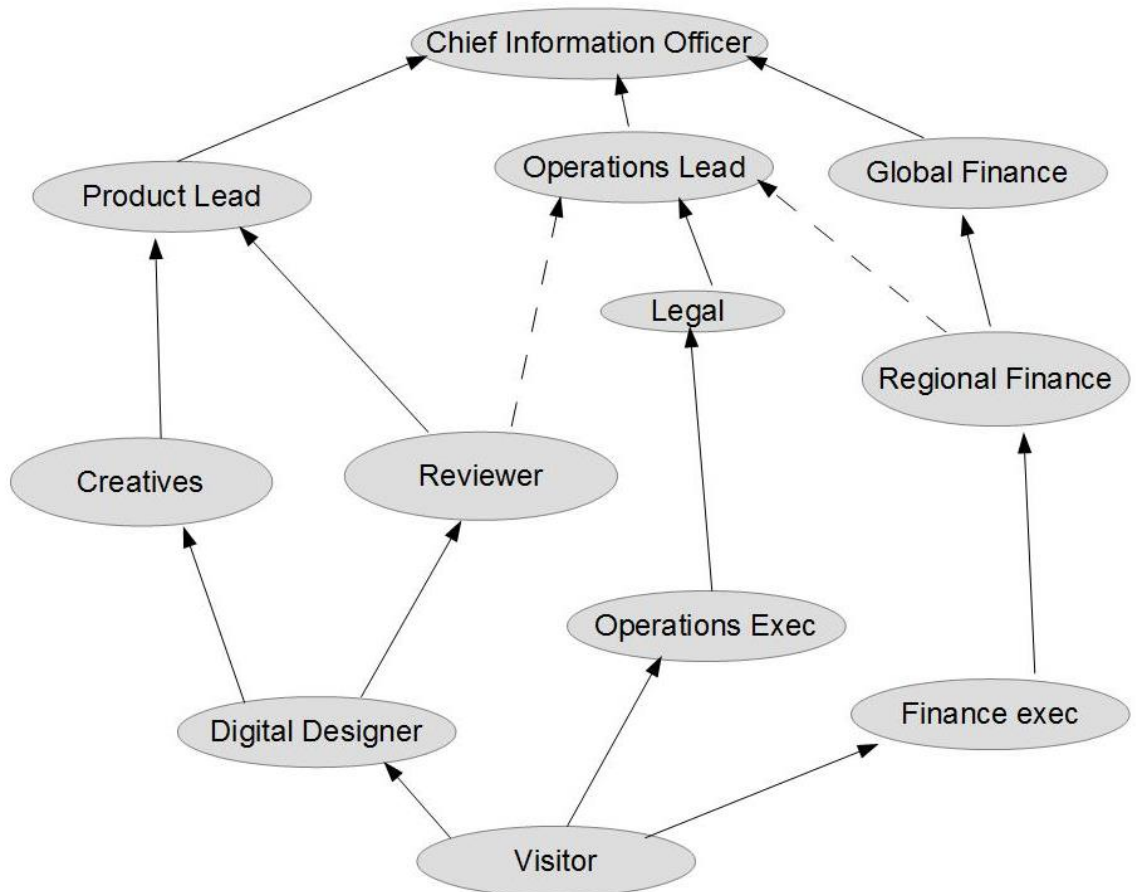 Chief Information Officer
Operations Lead
Global Finance
Product Lead
Legal
Regional Finance
Creatives
Reviewer
Operations Exec
Digital Designer
Finance exec
Visitor